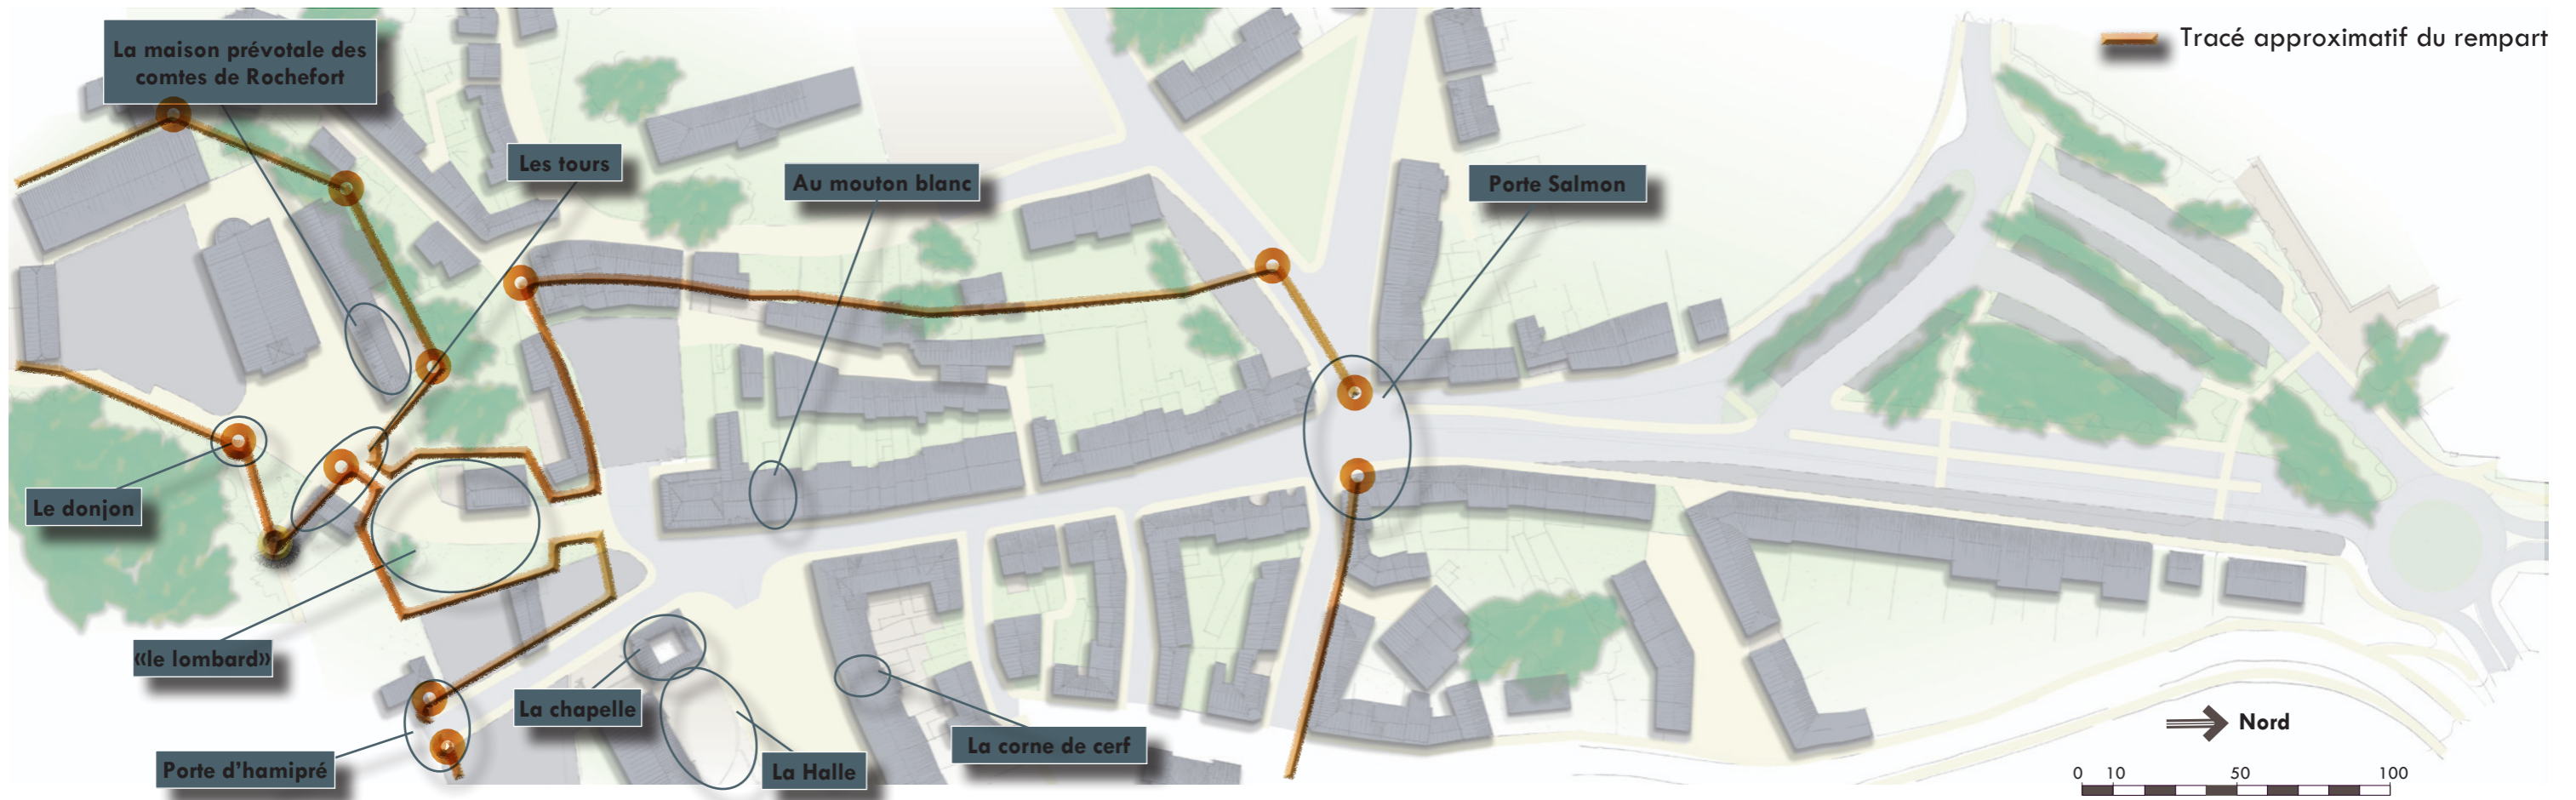 La maison prévotale des
comtes de Rochefort
Tracé approximatif du rempart
Les tours
Au mouton blanc
Porte Salmon
Le donjon
«le lombard»
La chapelle
La corne de cerf
Porte d'hamipré
La Halle
Nord
0 10 50 100